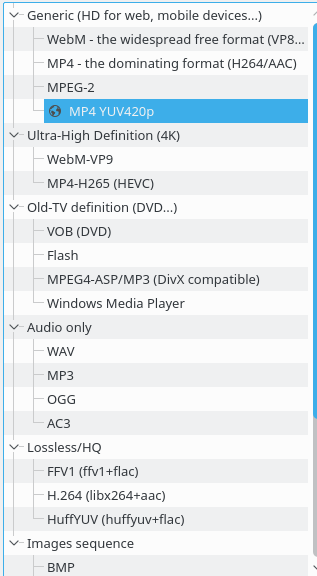 Generic (HD for web, mobile devices...)
WebM - the widespread free format (VP8...
MP4 - the dominating format (H264/AAC)
MPEG-2
MP4 YUV420p
Ultra-High Definition (4K)
WebM-VP9
MP4-H265 (HEVC)
Old-TV definition (DVD...)
VOB (DVD)
Flash
MPEG4-ASP/MP3 (DivX compatible)
Windows Media Player
Audio only
WAV
MP3
OGG
AC3
Lossless/HQ
FFV1 (ffv1+flac)
H.264 (libx264+aac)
HuffYUV (huffyuv+flac)
Images sequence
BMP